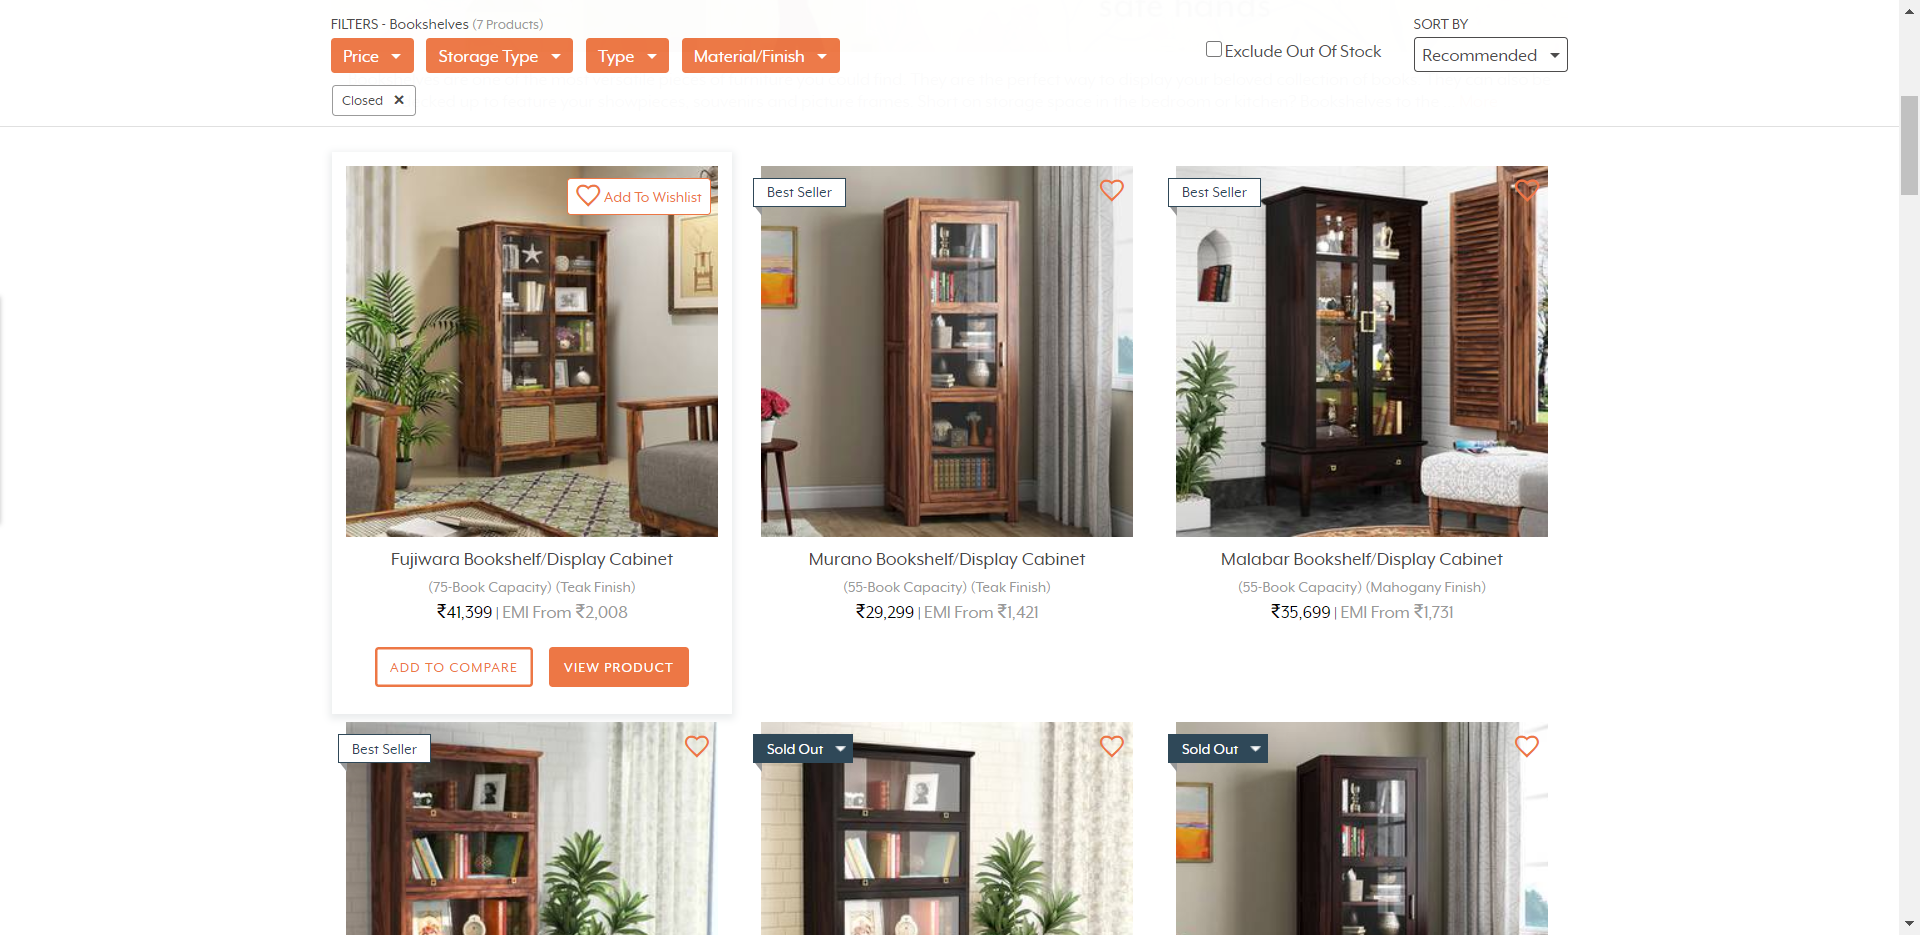 safe hands
FILTERS - Bookshelves (7 Products)
SORT BY
Price
Storage Type
Type
Material/Finish
Exclude Out Of Stock
Recommended
Closed ✕
Add To Wishlist
Best Seller
Best Seller
Fujiwara Bookshelf/Display Cabinet
(75-Book Capacity) (Teak Finish)
₹41,399 | EMI From ₹2,008
ADD TO COMPARE
VIEW PRODUCT
Murano Bookshelf/Display Cabinet
(55-Book Capacity) (Teak Finish)
₹29,299 | EMI From ₹1,421
Malabar Bookshelf/Display Cabinet
(55-Book Capacity) (Mahogany Finish)
₹35,699 | EMI From ₹1,731
Best Seller
Sold Out
Sold Out